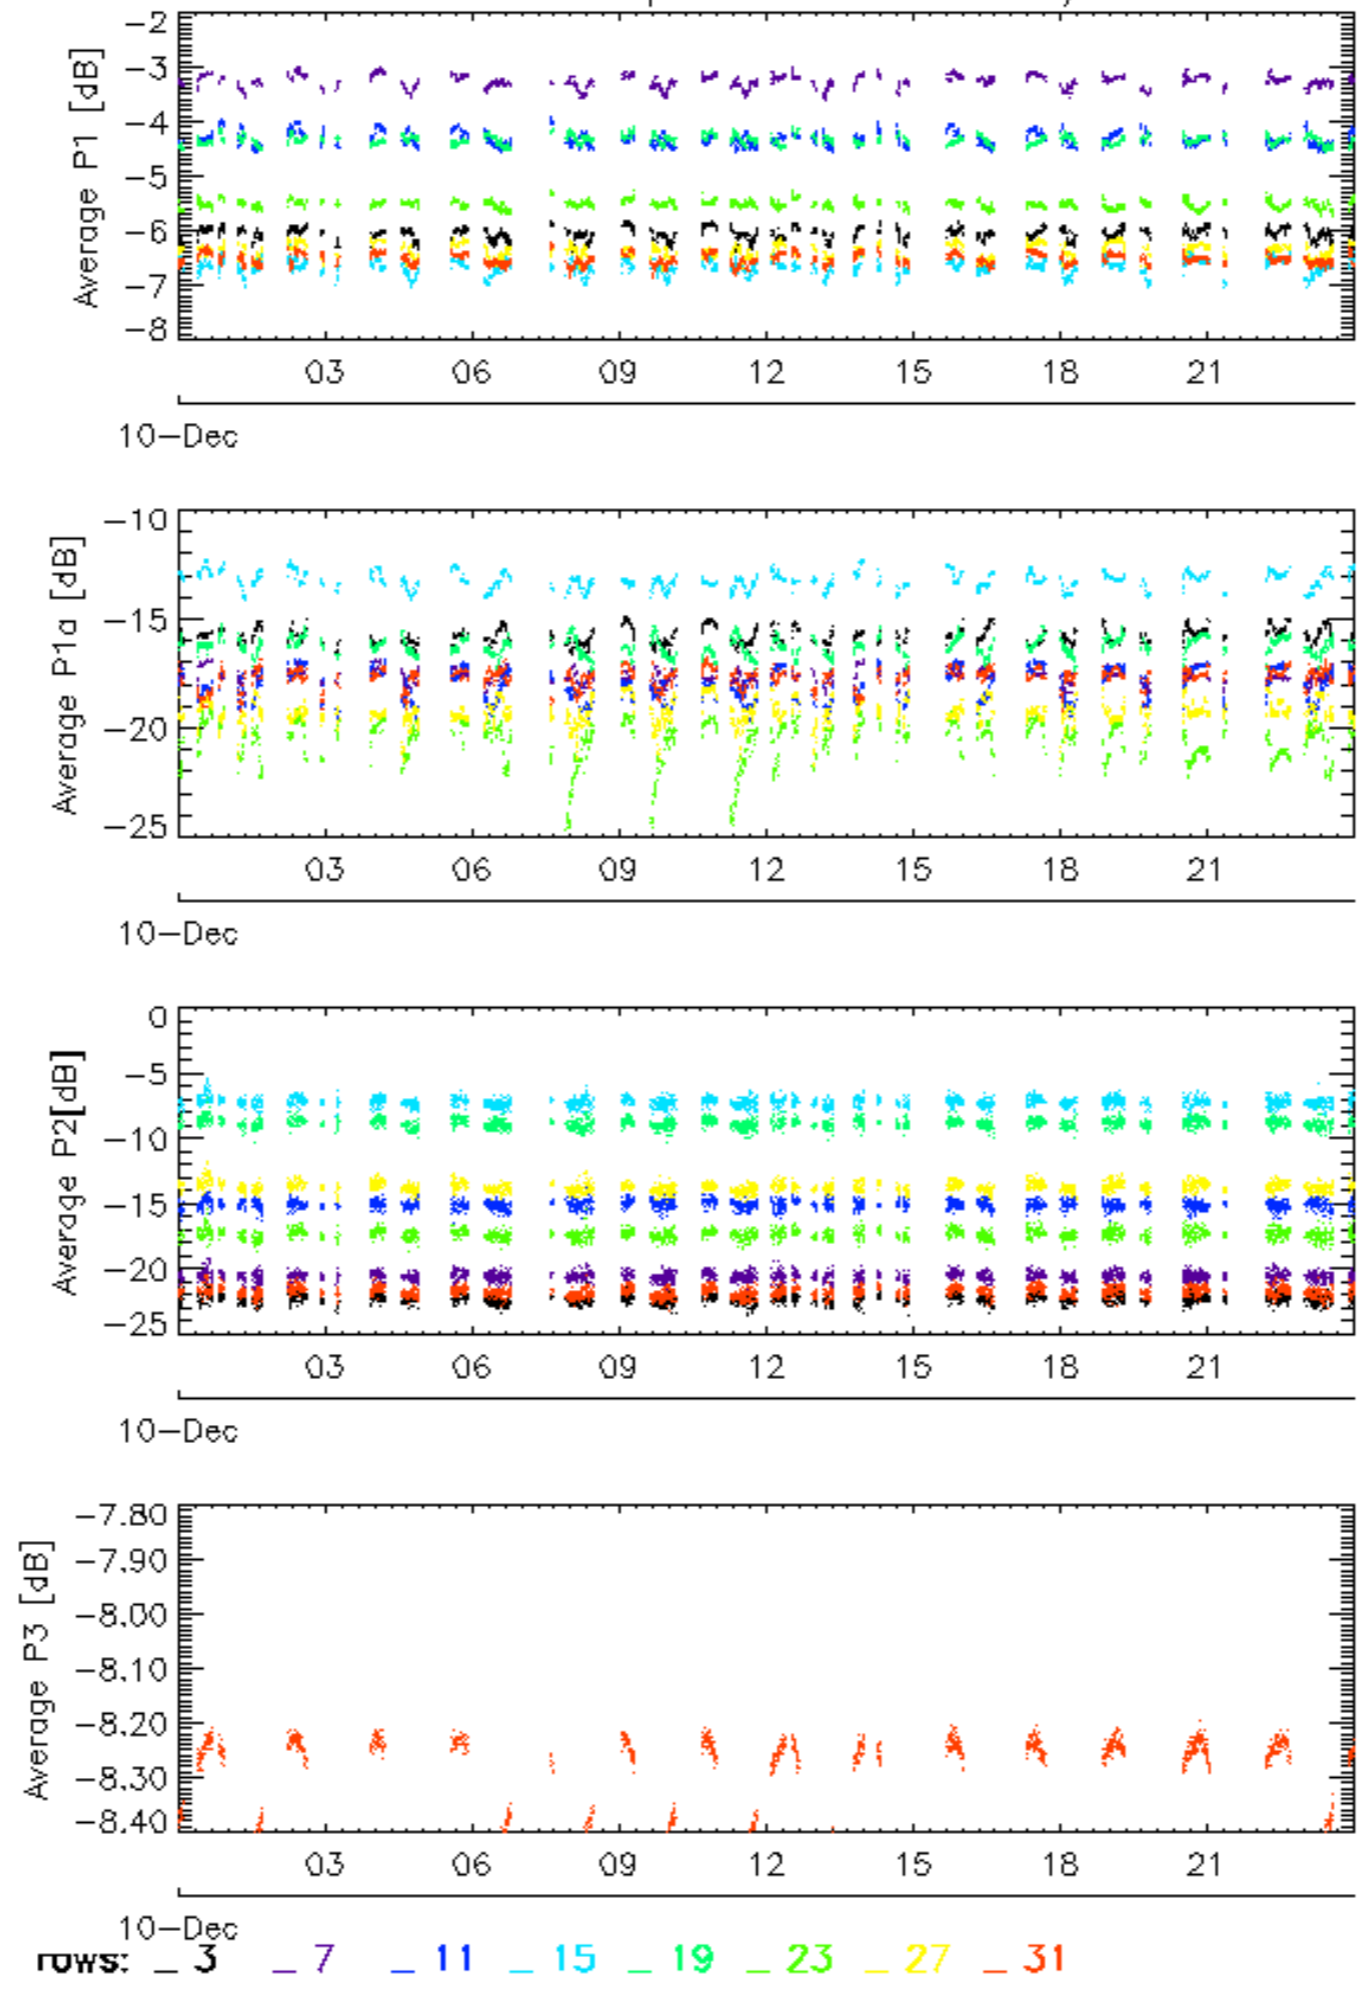 Average P1 [dB]
-2
-3
-4
-5
-6
-7
-8
03 06 09 12 15 18 21
10-Dec
Average P1a [dB]
-10
-15
-20
-25
03 06 09 12 15 18 21
10-Dec
Average P2[dB]
0
-5
-10
-15
-20
-25
03 06 09 12 15 18 21
10-Dec
Average P3 [dB]
-7.80
-7.90
-8.00
-8.10
-8.20
-8.30
-8.40
03 06 09 12 15 18 21
10-Dec
rows: _ 3 _ 7 _ 11 _ 15 _ 19 _ 23 _ 27 _ 31